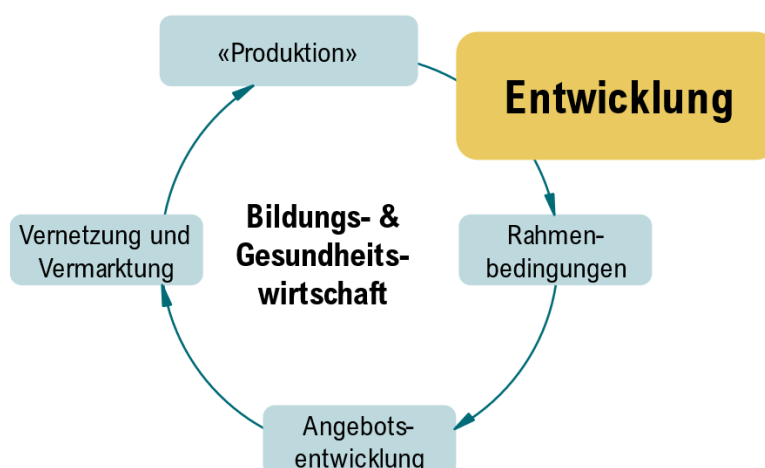 «Produktion»
Entwicklung
Vernetzung und
Vermarktung
Bildungs- &
Gesundheits-
wirtschaft
Rahmen-
bedingungen
Angebots-
entwicklung